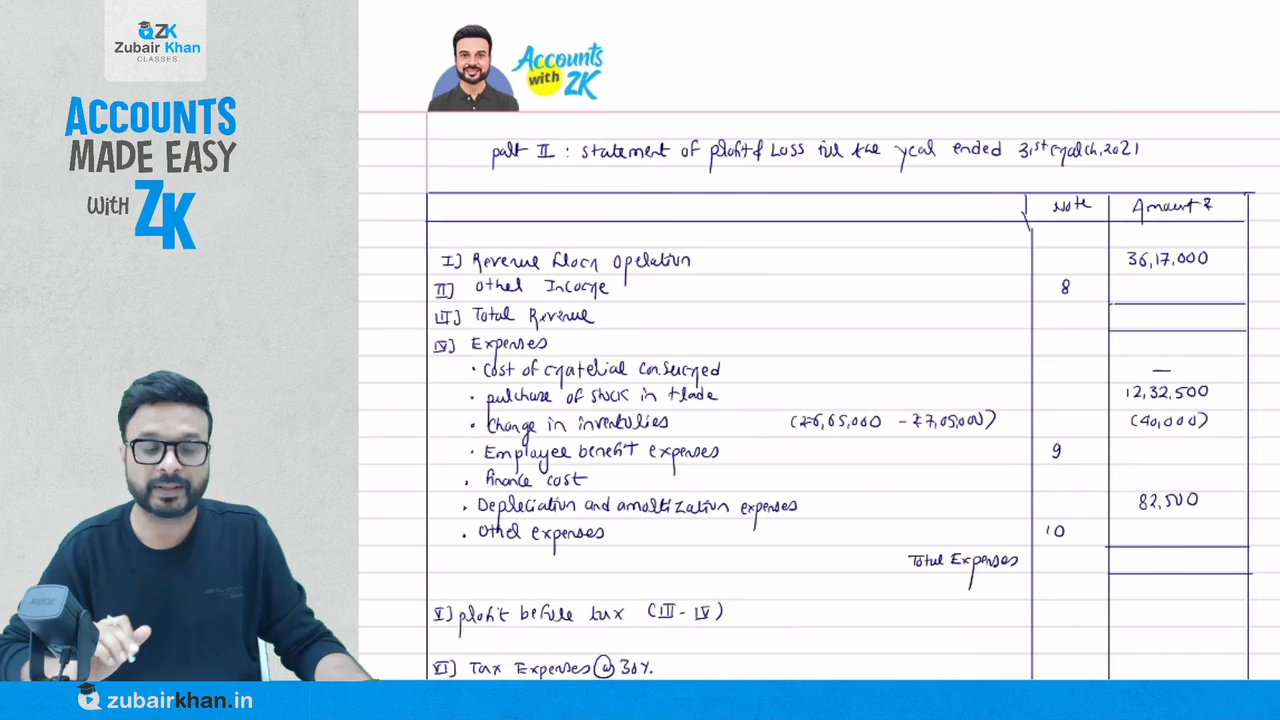 ZK
Zubair Khan
CLASSES
ACCOUNTS
MADE EASY
WITH ZK
Accounts
with ZK
part II : statement of profit & Loss for the year ended 31st March, 2021
Note Amount ₹
I] Revenue from Operation 36,17,000
II] Other Income 8
III] Total Revenue
IV] Expenses
• Cost of material Consumed —
• purchase of stock in trade 12,32,500
• Change in inventories (₹6,65,000 - ₹7,05,000) (40,000)
• Employee benefit expenses 9
• finance cost
• Depreciation and amortization expenses 82,500
• Other expenses 10
Total Expenses
V] profit before tax (III - IV)
VI] Tax Expenses @ 30%.
RODE
zubairkhan.in